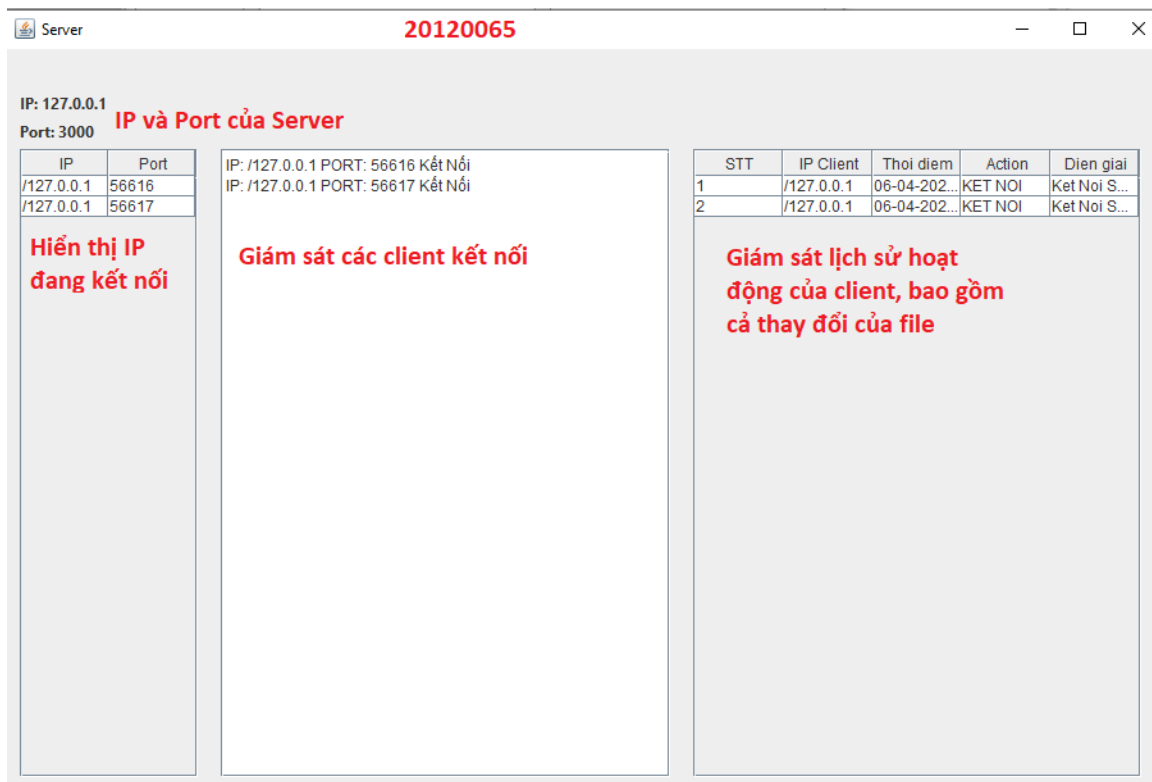 Server
20120065
IP: 127.0.0.1
Port: 3000
IP và Port của Server
IP Port
/127.0.0.1 56616
/127.0.0.1 56617
Hiển thị IP
đang kết nối
IP: /127.0.0.1 PORT: 56616 Kết Nối
IP: /127.0.0.1 PORT: 56617 Kết Nối
Giám sát các client kết nối
STT IP Client Thoi diem Action Dien giai
1 /127.0.0.1 06-04-202... KET NOI Ket Noi S...
2 /127.0.0.1 06-04-202... KET NOI Ket Noi S...
Giám sát lịch sử hoạt
động của client, bao gồm
cả thay đổi của file